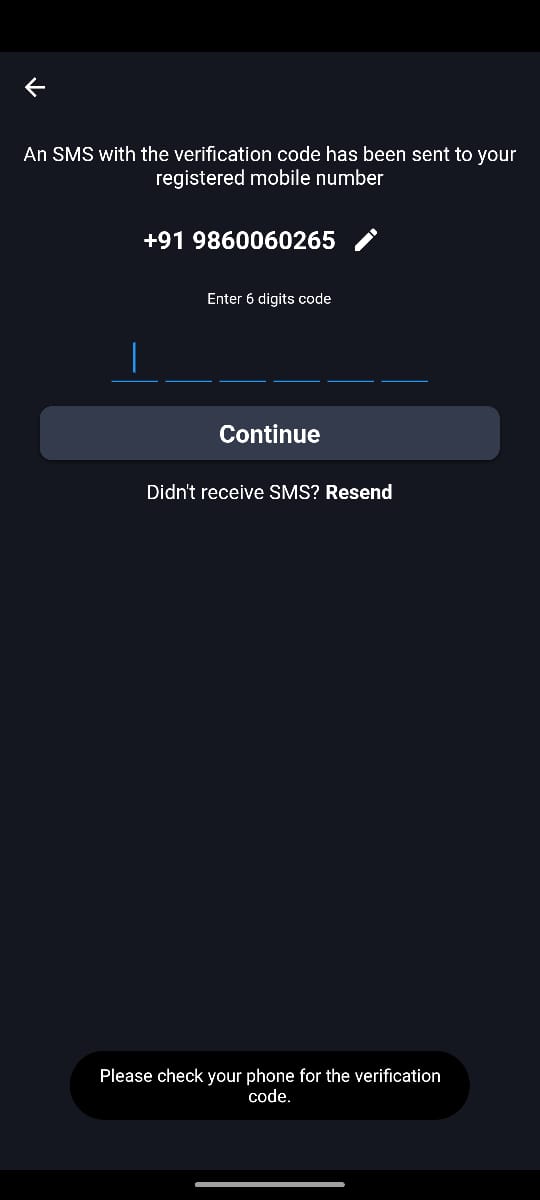 An SMS with the verification code has been sent to your
registered mobile number
+91 9860060265
Enter 6 digits code
Continue
Didn't receive SMS? Resend
Please check your phone for the verification
code.